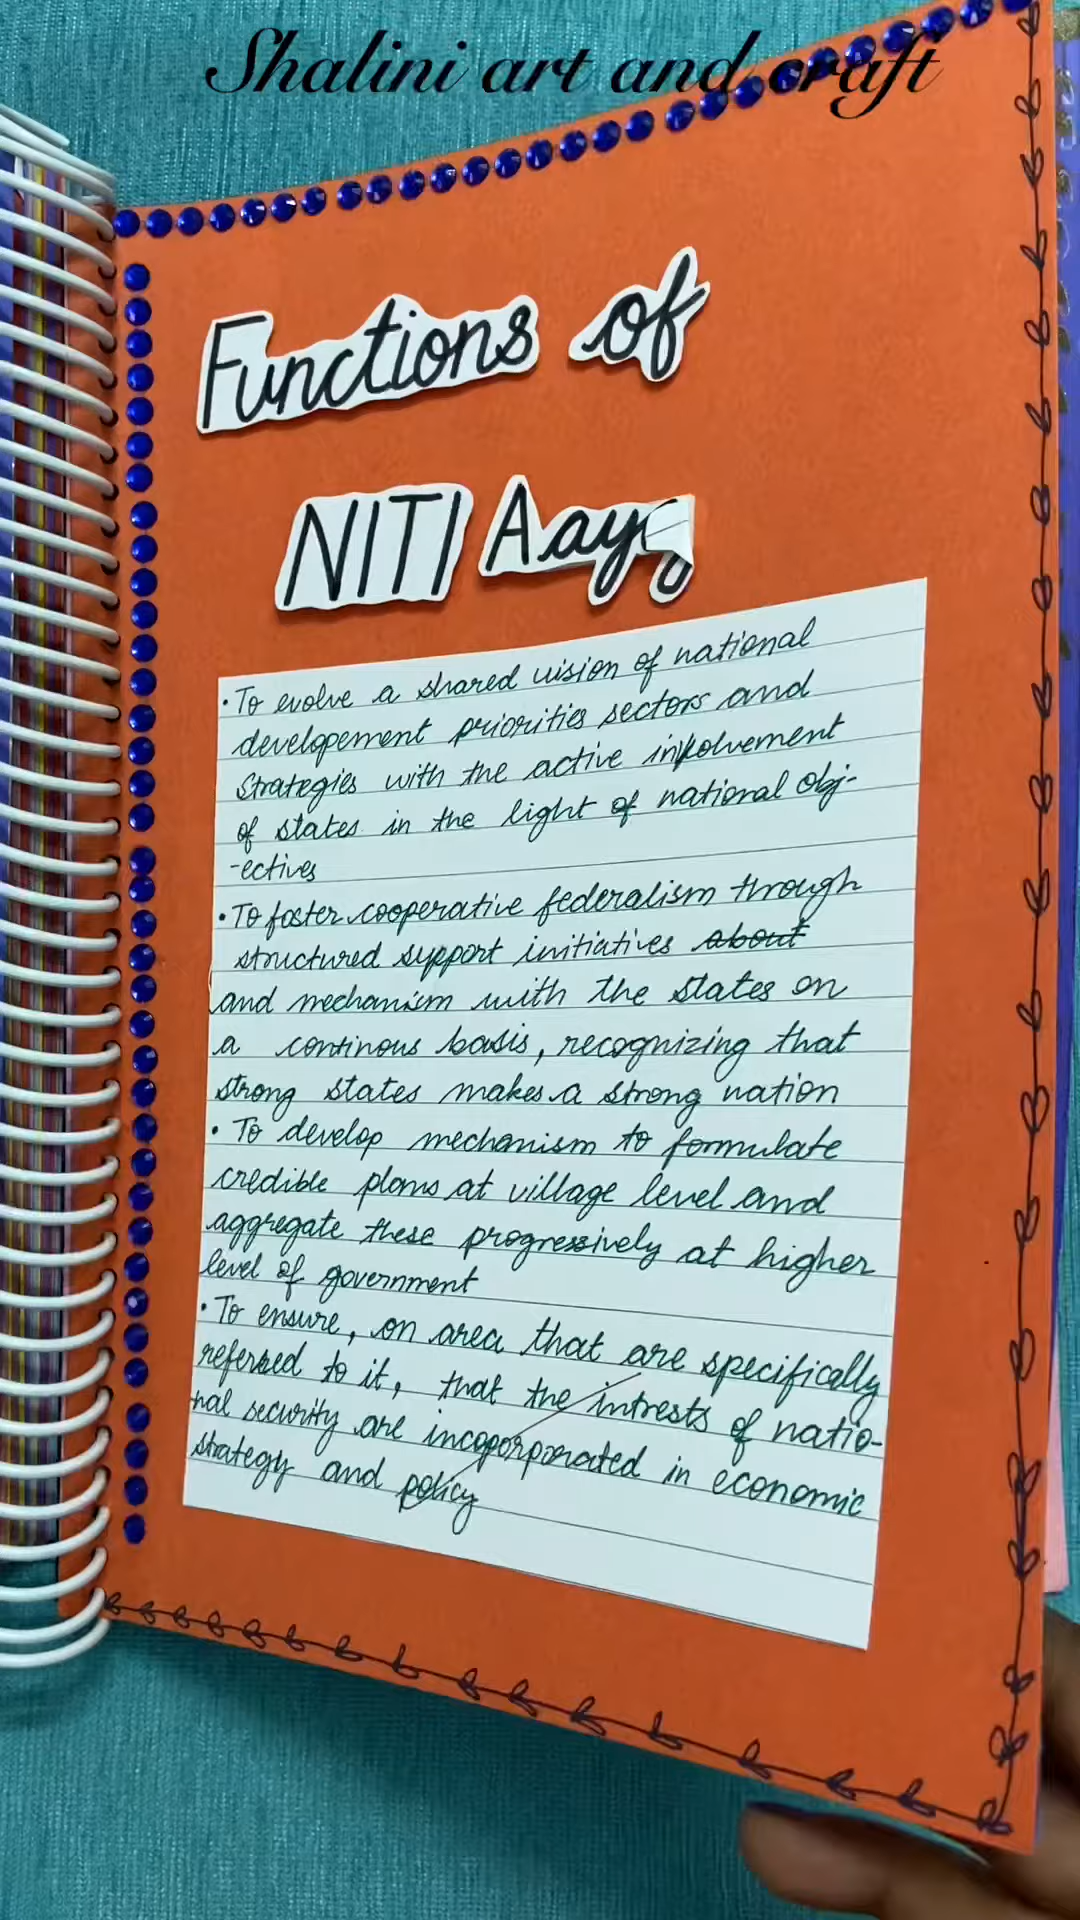 Shalini art and craft
Functions of
NITI Aay
• To evolve a shared vision of national
developement priorities sectors and
Strategies with the active involvement
of states in the light of national obj-
-ectives
• To foster cooperative federalism through
structured support initiatives about
and mechanism with the states on
a continous basis, recognizing that
strong states makes a strong nation
• To develop mechanism to formulate
credible plans at village level and
aggregate these progressively at higher
level of government
• To ensure, on area that are specifically
referred to it, that the intrests of natio-
nal security are in economic
strategy and policy